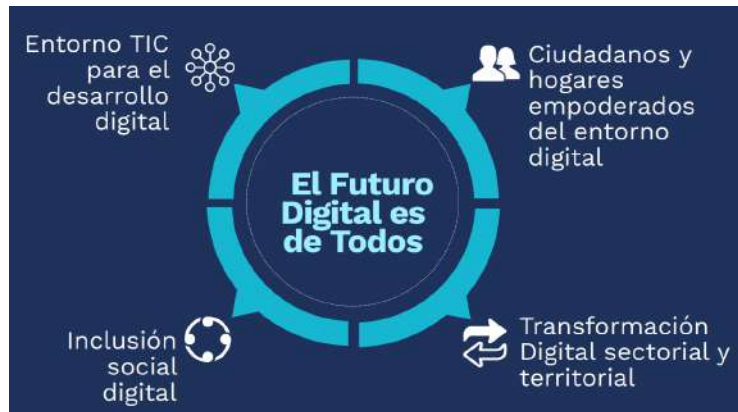 Entorno TIC
para el
desarrollo
digital
Ciudadanos y
hogares
empoderados
del entorno
digital
El Futuro
Digital es
de Todos
Inclusión
social
digital
Transformación
Digital sectorial y
territorial